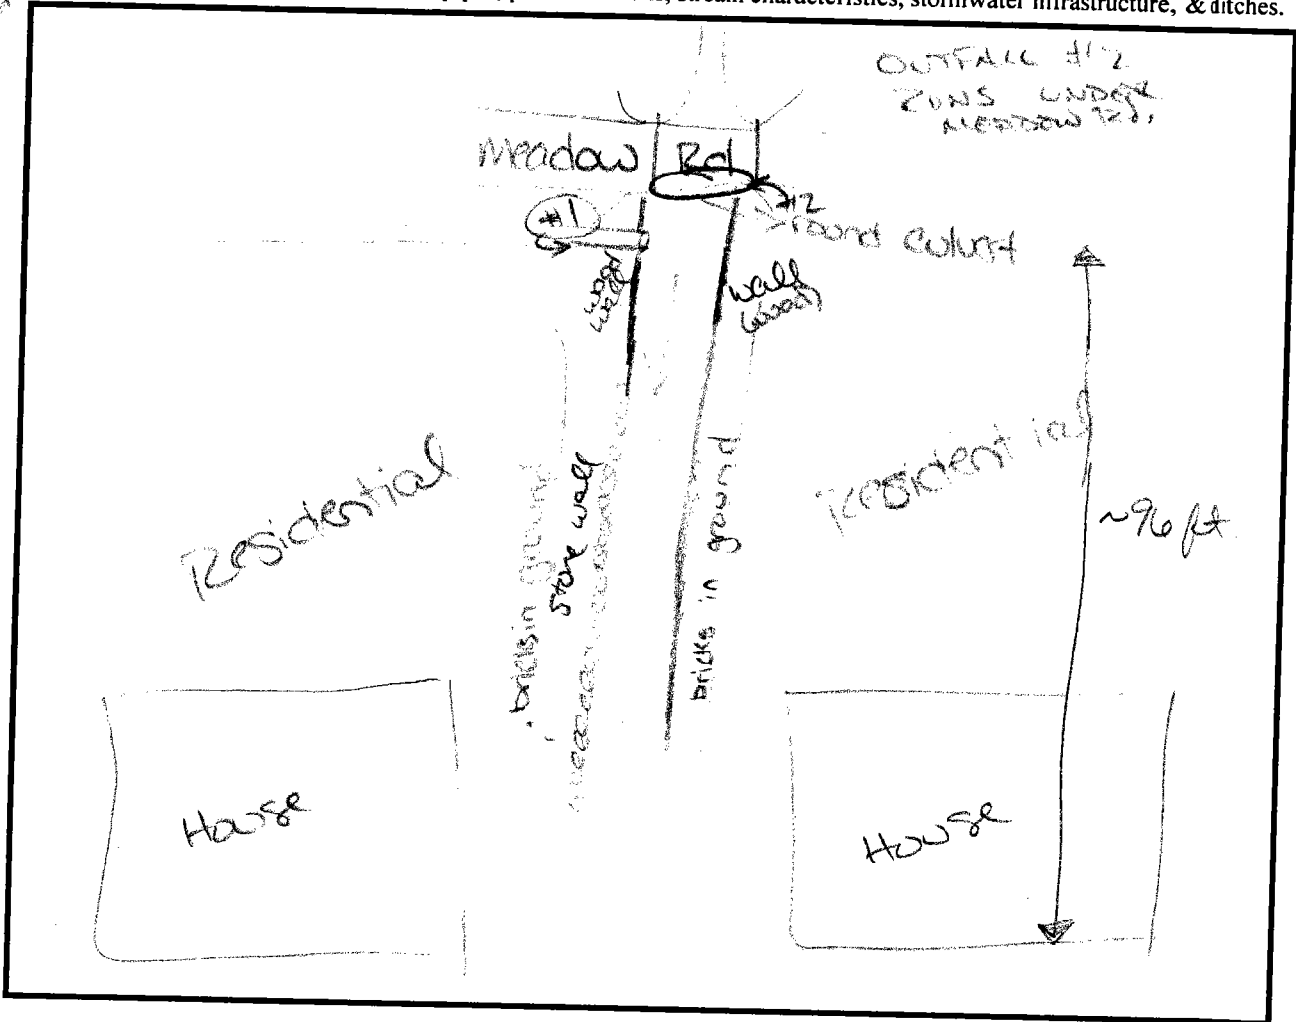 stream characteristics, stormwater infrastructure, & ditches.
OUTFALL #2
RUNS UNDER
MEADOW RD.
Meadow Rd
#1
#2
round culvert
wood wall
wall wood
Residential
Residential
~96 ft.
bricks in ground
stone wall
bricks in ground
House
House